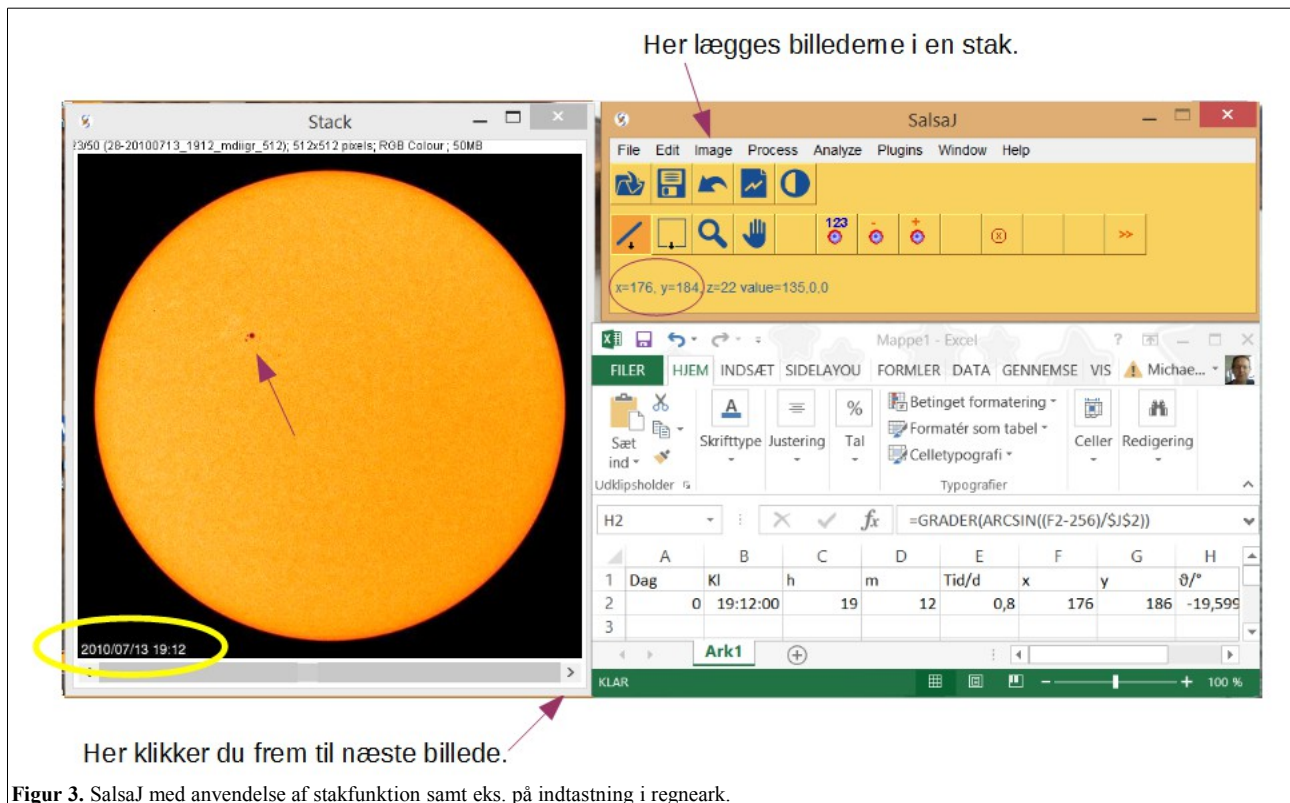 Her lægges billederne i en stak.
Stack
23/50 (28-20100713_1912_mdiigr_512); 512x512 pixels; RGB Colour; 50MB
2010/07/13 19:12
SalsaJ
File Edit Image Process Analyze Plugins Window Help
123
x=176, y=184, z=22 value=135,0,0
Mappe1 - Excel
FILER HJEM INDSÆT SIDELAYOU FORMLER DATA GENNEMSE VIS Michae...
Sæt ind
Skrifttype Justering Tal
%
Betinget formatering
Formatér som tabel
Celletypografi
Celler Redigering
Udklipsholder Typografier
H2 fx =GRADER(ARCSIN((F2-256)/$J$2))
A B C D E F G H
1 Dag Kl h m Tid/d x y ϑ/°
2 0 19:12:00 19 12 0,8 176 186 -19,599
3
Ark1
KLAR 100 %
Her klikker du frem til næste billede.
Figur 3. SalsaJ med anvendelse af stakfunktion samt eks. på indtastning i regneark.